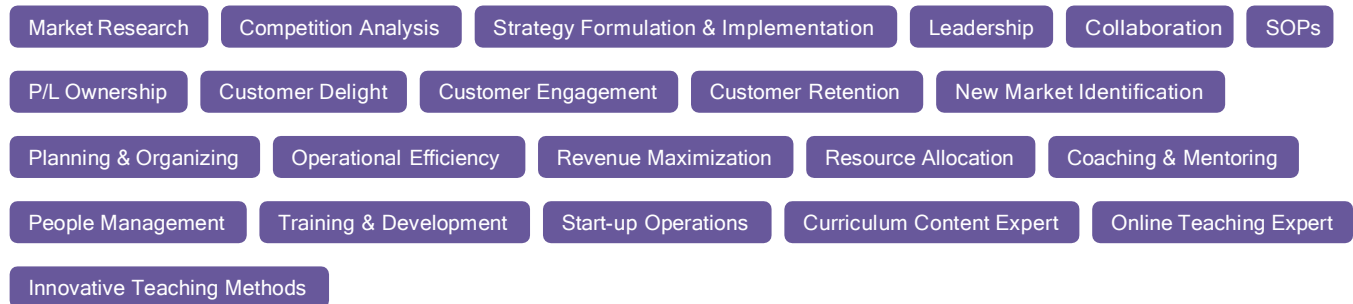 Market Research Competition Analysis Strategy Formulation & Implementation Leadership Collaboration SOPs
P/L Ownership Customer Delight Customer Engagement Customer Retention New Market Identification
Planning & Organizing Operational Efficiency Revenue Maximization Resource Allocation Coaching & Mentoring
People Management Training & Development Start-up Operations Curriculum Content Expert Online Teaching Expert
Innovative Teaching Methods